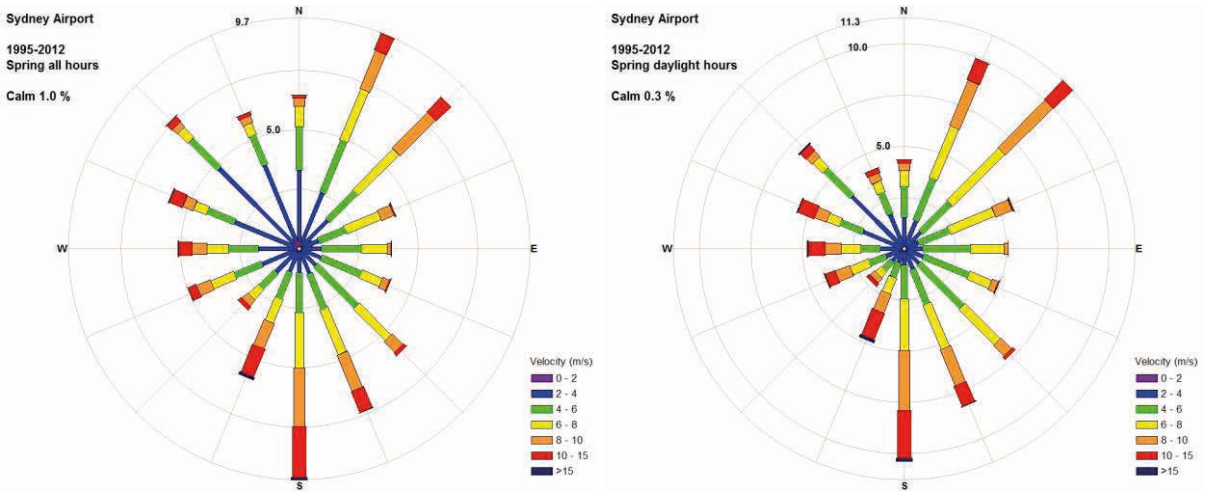 Sydney Airport
1995-2012
Spring all hours
Calm 1.0 %
9.7
N
5.0
W
E
S
Velocity (m/s)
0 - 2
2 - 4
4 - 6
6 - 8
8 - 10
10 - 15
>15
Sydney Airport
1995-2012
Spring daylight hours
Calm 0.3 %
11.3
N
10.0
5.0
W
E
S
Velocity (m/s)
0 - 2
2 - 4
4 - 6
6 - 8
8 - 10
10 - 15
>15